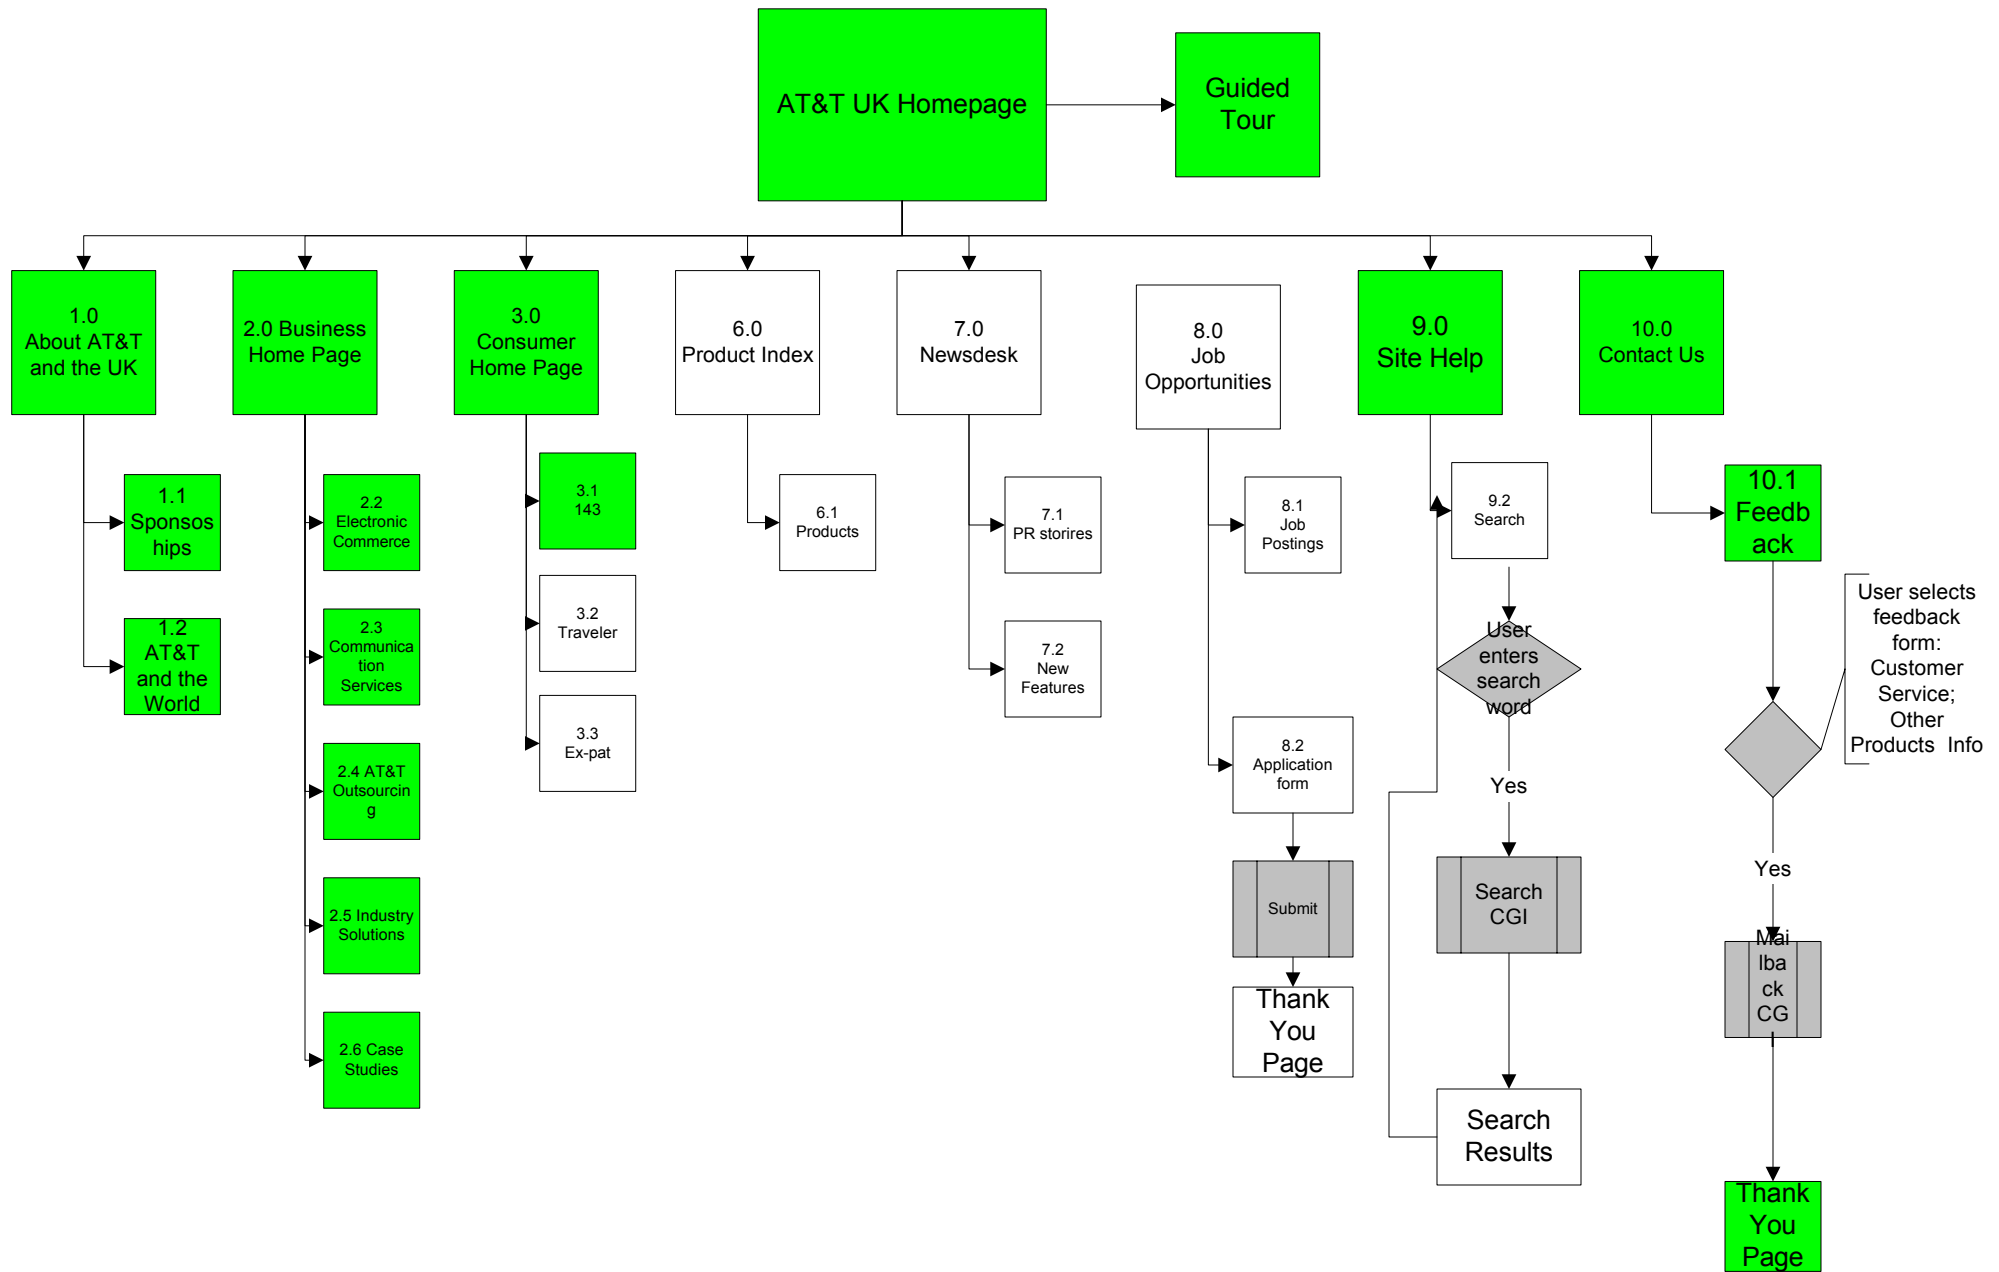 AT&T UK Homepage
Guided
Tour
1.0
About AT&T
and the UK
2.0 Business
Home Page
3.0
Consumer
Home Page
6.0
Product Index
7.0
Newsdesk
8.0
Job
Opportunities
9.0
Site Help
10.0
Contact Us
1.1
Sponsos
hips
1.2
AT&T
and the
World
2.2
Electronic
Commerce
2.3
Communica
tion
Services
2.4 AT&T
Outsourcin
g
2.5 Industry
Solutions
2.6 Case
Studies
3.1
143
3.2
Traveler
3.3
Ex-pat
6.1
Products
7.1
PR storires
7.2
New
Features
8.1
Job
Postings
8.2
Application
form
Submit
Thank
You
Page
9.2
Search
User
enters
search
word
Yes
Search
CGI
Search
Results
10.1
Feedb
ack
User selects
feedback
form:
Customer
Service;
Other
Products  Info
Yes
Mai
lba
ck
CG
I
Thank
You
Page